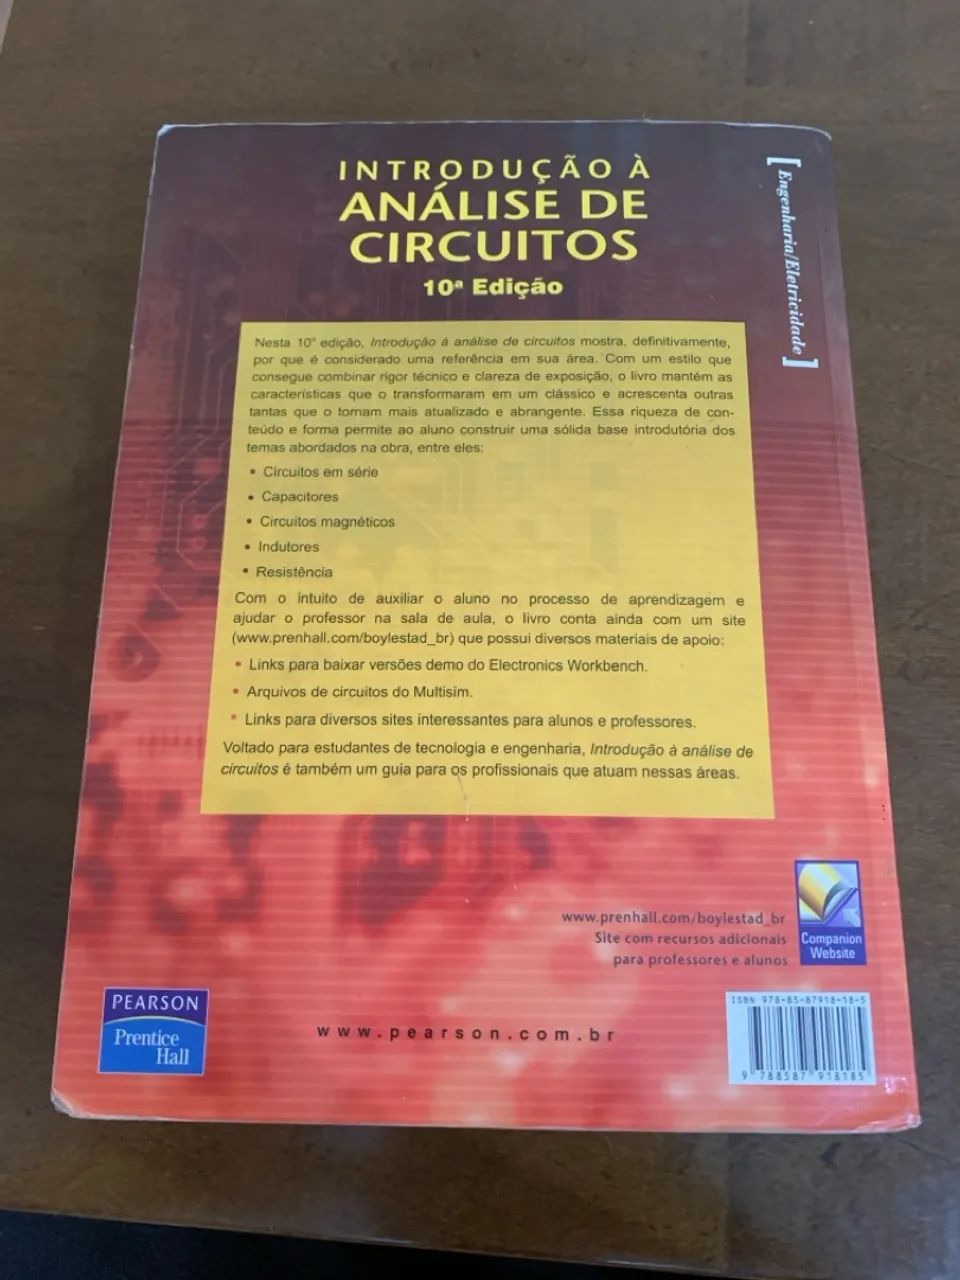 INTRODUÇÃO À
ANÁLISE DE
CIRCUITOS
10ª Edição
[Engenharia/Eletricidade]
Nesta 10ª edição, Introdução à análise de circuitos mostra, definitivamente,
por que é considerado uma referência em sua área. Com um estilo que
consegue combinar rigor técnico e clareza de exposição, o livro mantém as
características que o transformaram em um clássico e acrescenta outras
tantas que o tornam mais atualizado e abrangente. Essa riqueza de con-
teúdo e forma permite ao aluno construir uma sólida base introdutória dos
temas abordados na obra, entre eles:
• Circuitos em série
• Capacitores
• Circuitos magnéticos
• Indutores
• Resistência
Com o intuito de auxiliar o aluno no processo de aprendizagem e
ajudar o professor na sala de aula, o livro conta ainda com um site
(www.prenhall.com/boylestad_br) que possui diversos materiais de apoio:
• Links para baixar versões demo do Electronics Workbench.
• Arquivos de circuitos do Multisim.
• Links para diversos sites interessantes para alunos e professores.
Voltado para estudantes de tecnologia e engenharia, Introdução à análise de
circuitos é também um guia para os profissionais que atuam nessas áreas.
www.prenhall.com/boylestad_br
Site com recursos adicionais
para professores e alunos
Companion
Website
PEARSON
Prentice
Hall
www.pearson.com.br
ISBN 978-85-87918-18-5
9 788587 918185